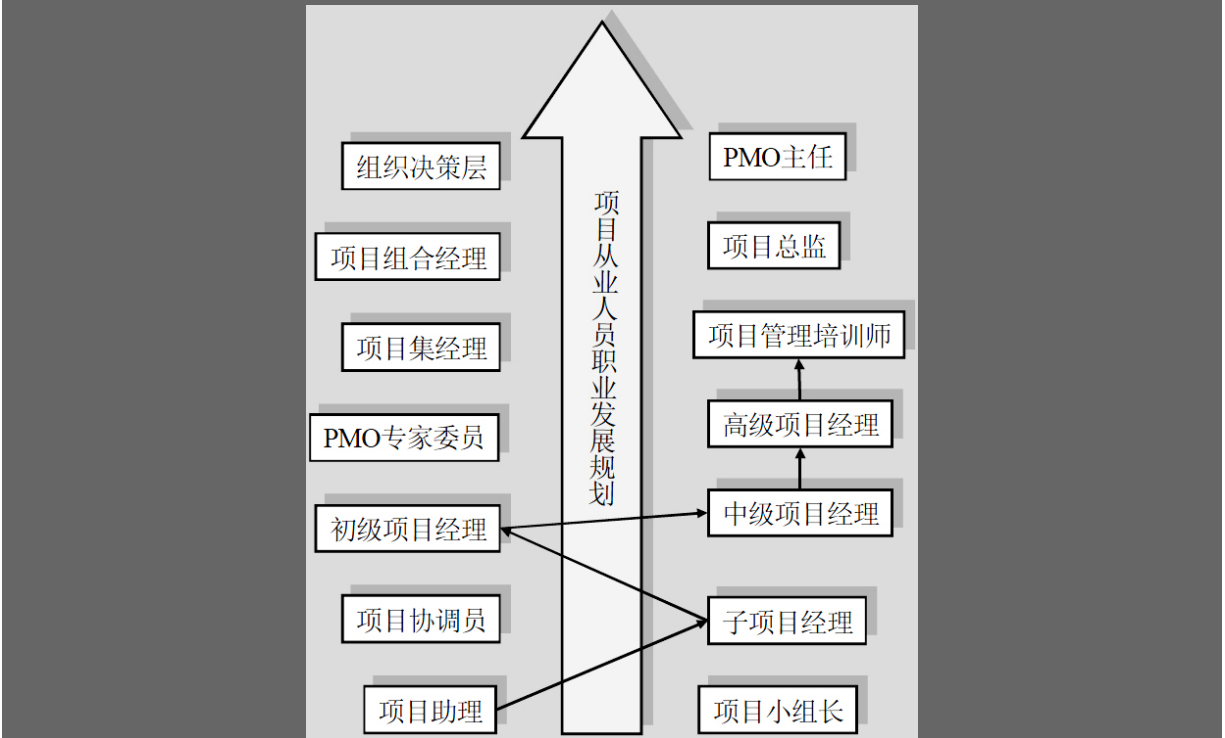 组织决策层
项目组合经理
项目集经理
PMO专家委员
初级项目经理
项目协调员
项目助理
项目从业人员职业发展规划
PMO主任
项目总监
项目管理培训师
高级项目经理
中级项目经理
子项目经理
项目小组长